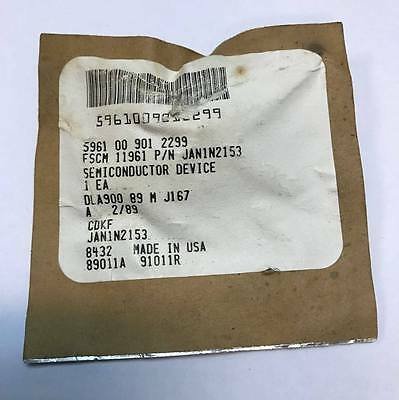 5961009012299
5961 00 901 2299
FSCM 11961 P/N JAN1N2153
SEMICONDUCTOR DEVICE
1 EA
DLA900 89 M J167
A 2/89
CDKF
JAN1N2153
8432 MADE IN USA
89011A 91011R